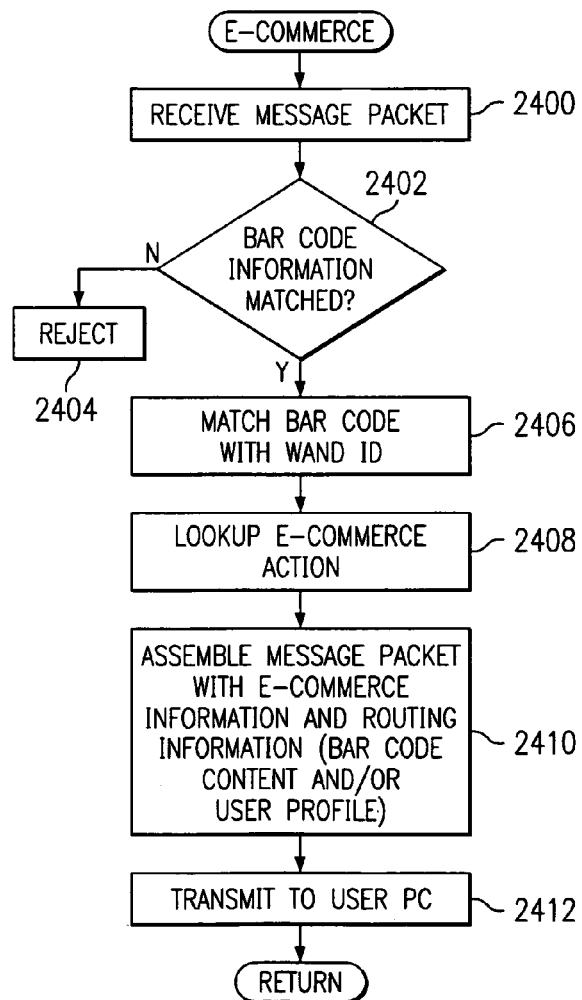 E-COMMERCE
RECEIVE MESSAGE PACKET
2400
2402
BAR CODE
INFORMATION
MATCHED?
N
REJECT
2404
Y
MATCH BAR CODE
WITH WAND ID
2406
LOOKUP E-COMMERCE
ACTION
2408
ASSEMBLE MESSAGE PACKET
WITH E-COMMERCE
INFORMATION AND ROUTING
INFORMATION (BAR CODE
CONTENT AND/OR
USER PROFILE)
2410
TRANSMIT TO USER PC
2412
RETURN